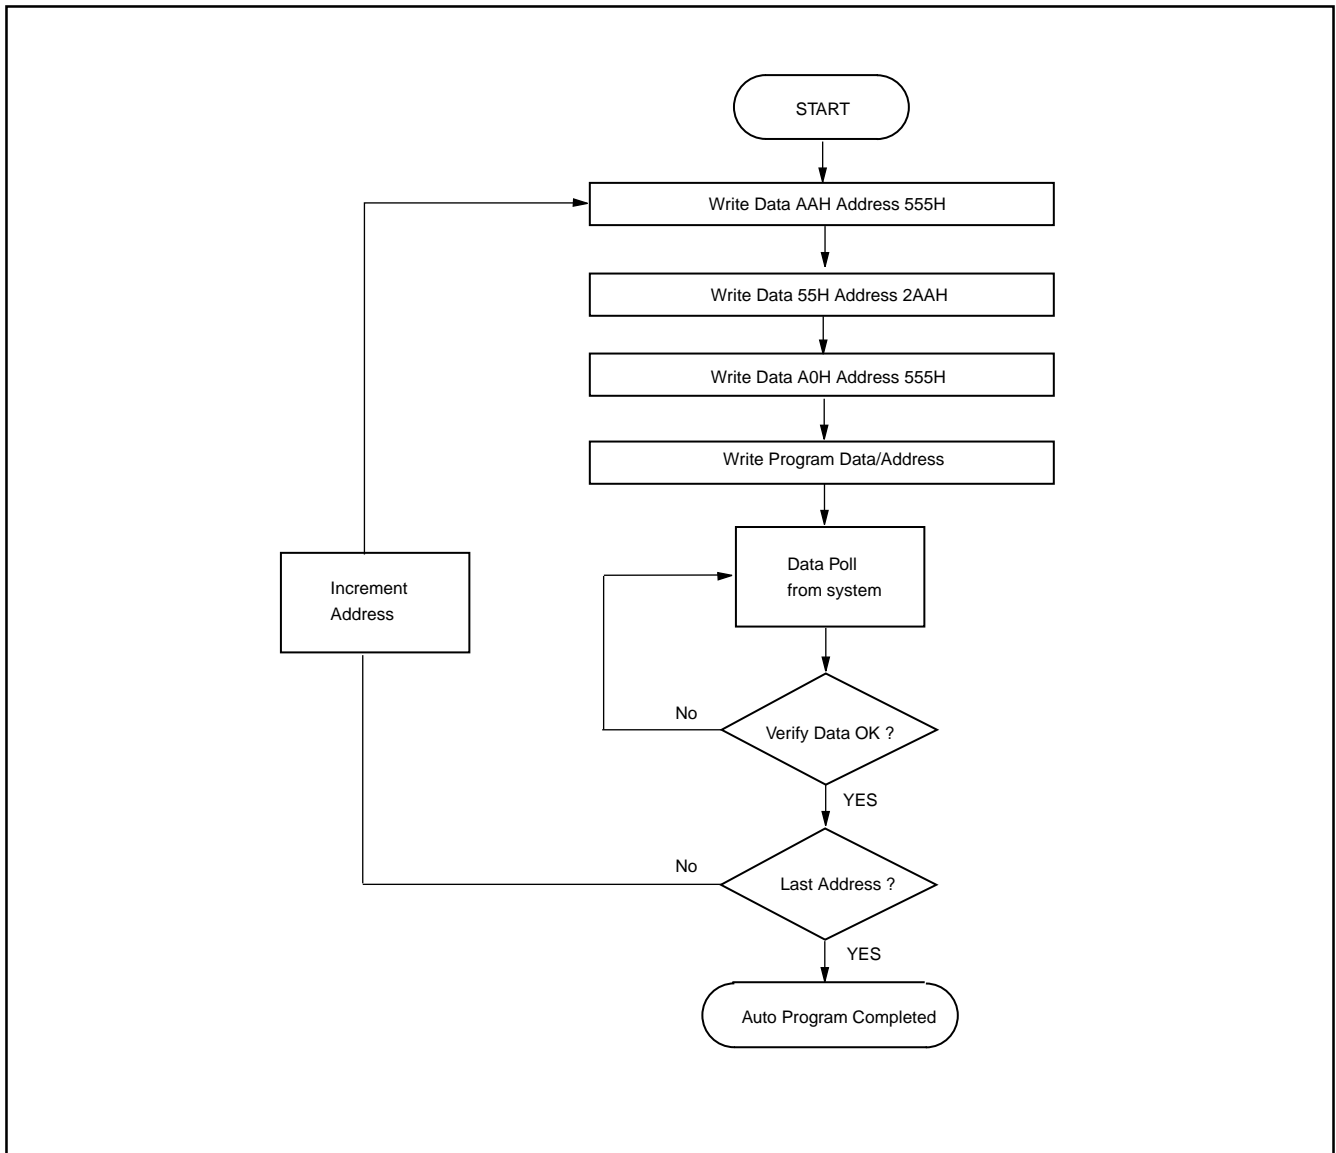 START
Write Data AAH Address 555H
Write Data 55H Address 2AAH
Write Data A0H Address 555H
Write Program Data/Address
Data Poll
from system
Increment
Address
No
Verify Data OK ?
YES
No
Last Address ?
YES
Auto Program Completed